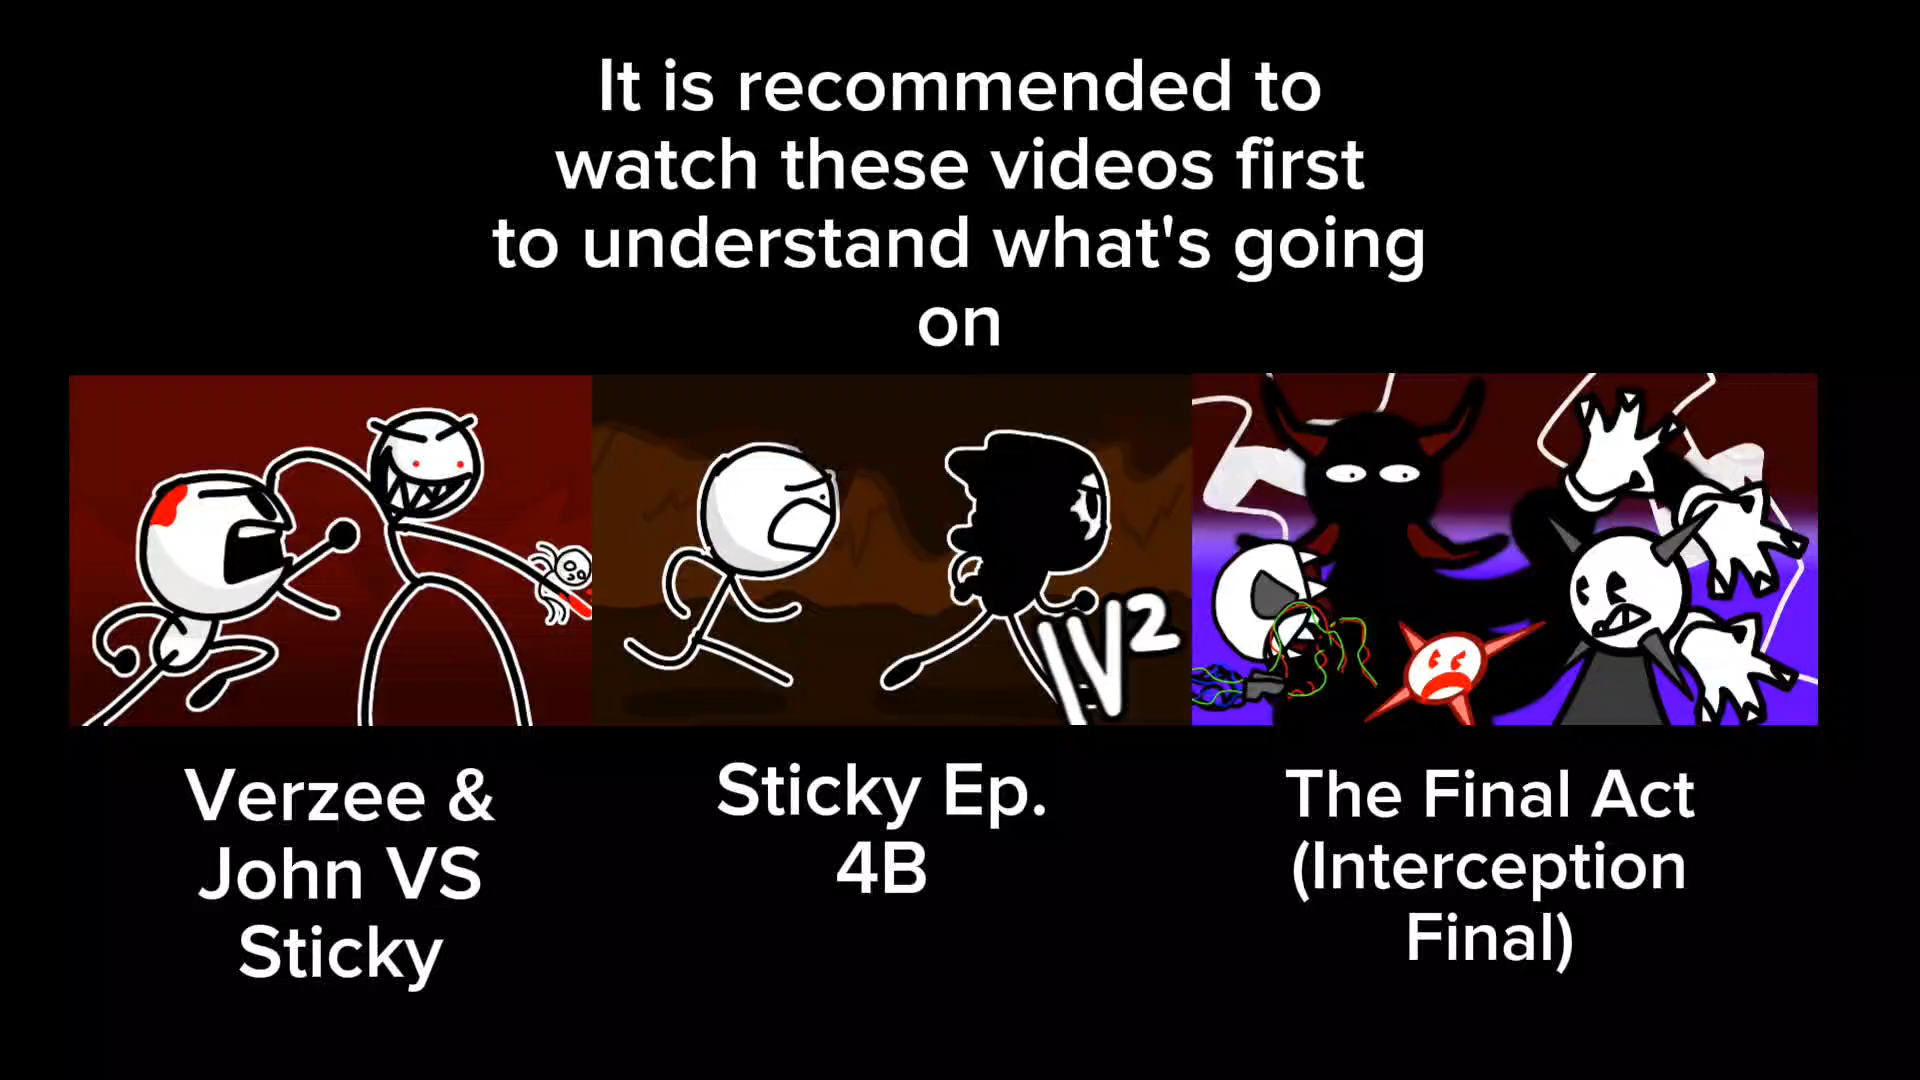 It is recommended to
watch these videos first
to understand what's going
on
IV²
Verzee &
John VS
Sticky
Sticky Ep.
4B
The Final Act
(Interception
Final)